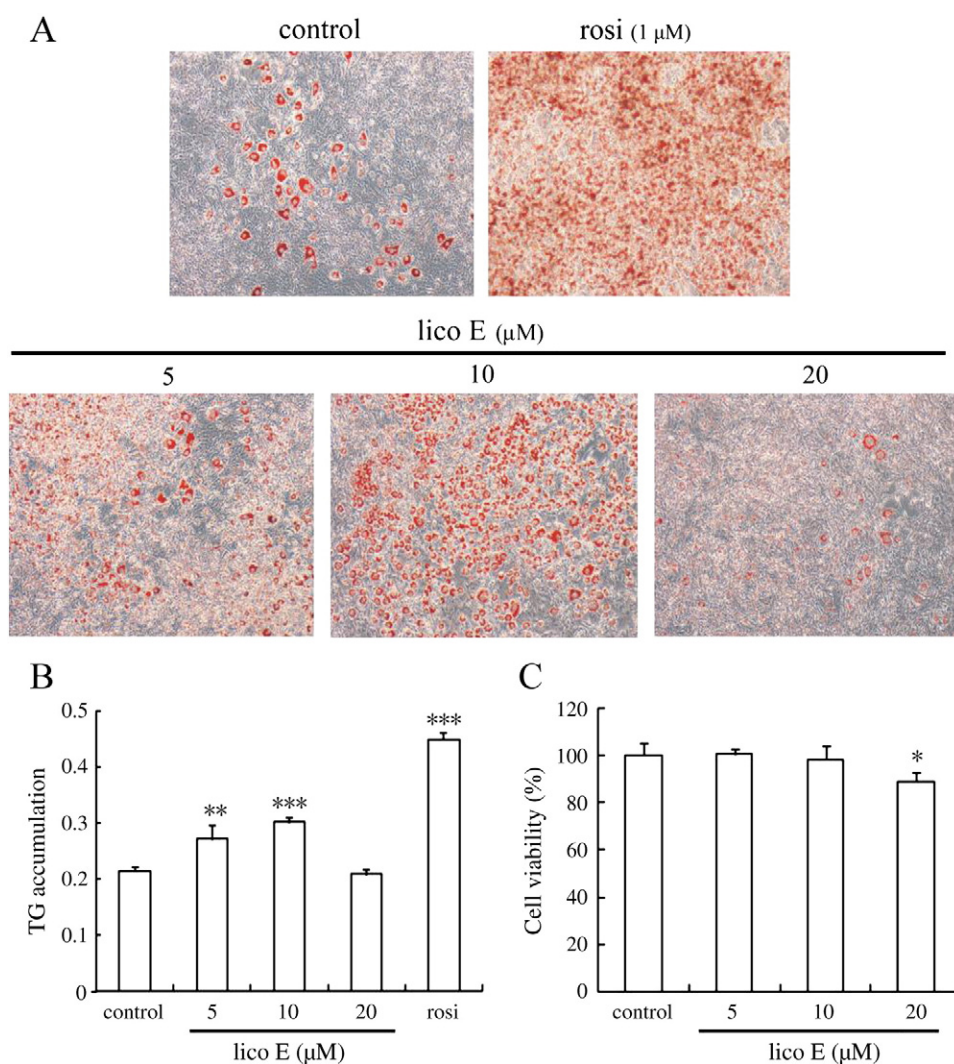 A
control
rosi (1 μM)
lico E (μM)
5 10 20
B
TG accumulation
0.5
0.4
0.3
0.2
0.1
0
**
***
***
control 5 10 20 rosi
lico E (μM)
C
Cell viability (%)
120
100
80
60
40
20
0
*
control 5 10 20
lico E (μM)